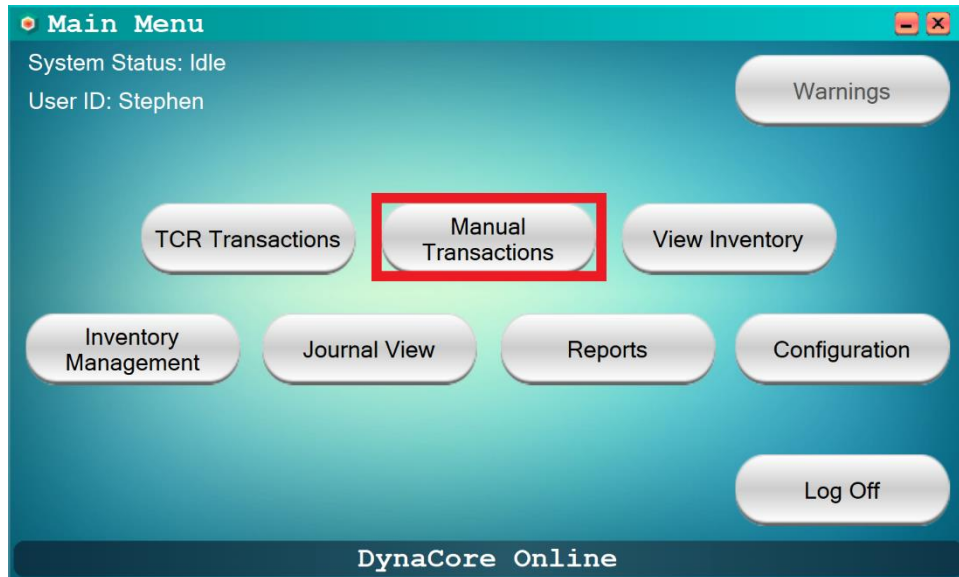 Main Menu
System Status: Idle
User ID: Stephen
Warnings
TCR Transactions
Manual
Transactions
View Inventory
Inventory
Management
Journal View
Reports
Configuration
Log Off
DynaCore Online